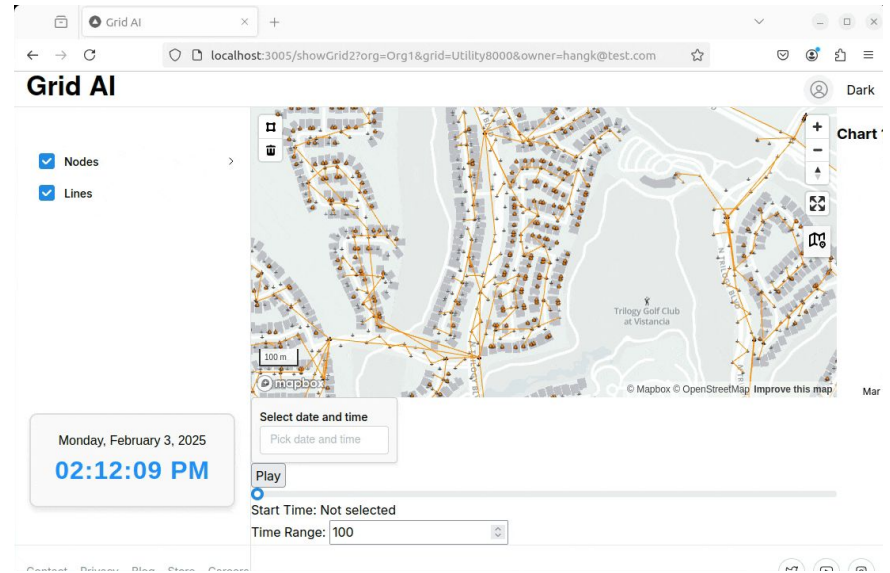 Grid AI
localhost:3005/showGrid2?org=Org1&grid=Utility8000&owner=hangk@test.com
Grid AI
Dark
Nodes
Lines
Chart
N TRILOGY BLVD
Trilogy Golf Club
at Vistancia
100 m
mapbox
© Mapbox © OpenStreetMap Improve this map
Mar
Monday, February 3, 2025
02:12:09 PM
Select date and time
Pick date and time
Play
Start Time: Not selected
Time Range: 100
Contact Privacy Blog Store Careers